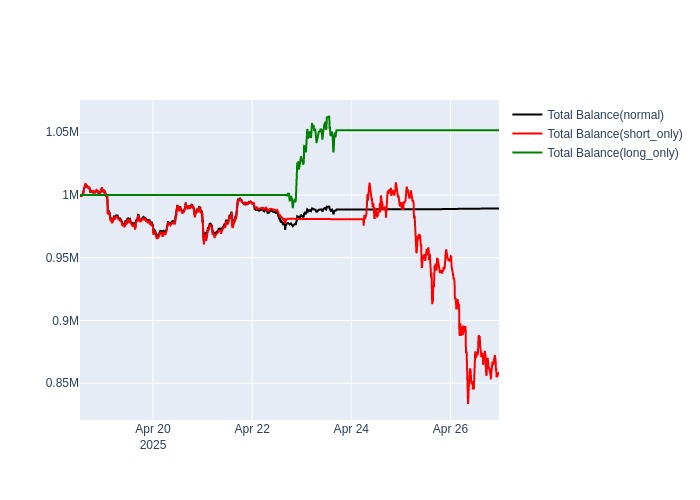 Total Balance(normal)
Total Balance(short_only)
Total Balance(long_only)
1.05M
1M
0.95M
0.9M
0.85M
Apr 20
2025
Apr 22
Apr 24
Apr 26